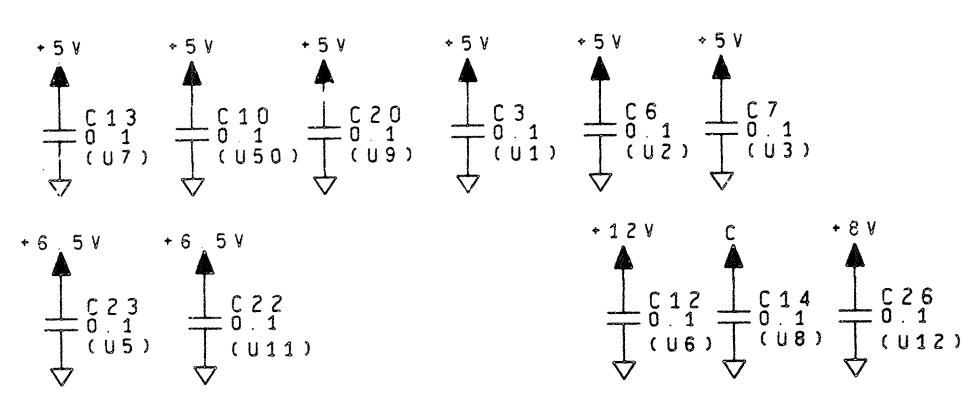 +5V
C13
0.1
(U7)
+5V
C10
0.1
(U50)
+5V
C20
0.1
(U9)
+5V
C3
0.1
(U1)
+5V
C6
0.1
(U2)
+5V
C7
0.1
(U3)
+6.5V
C23
0.1
(U5)
+6.5V
C22
0.1
(U11)
+12V
C12
0.1
(U6)
C
C14
0.1
(U8)
+8V
C26
0.1
(U12)